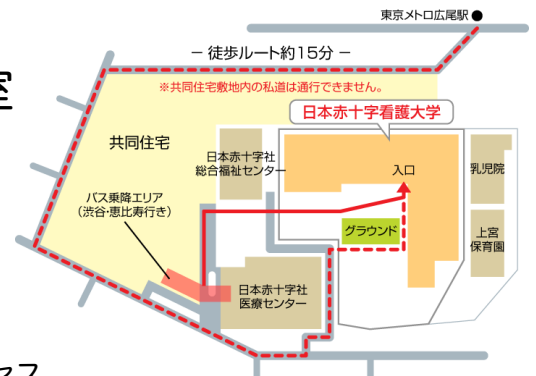 東京メトロ広尾駅
− 徒歩ルート約15分 −
室
※共同住宅敷地内の私道は通行できません。
日本赤十字看護大学
共同住宅
日本赤十字社
総合福祉センター
入口
乳児院
バス乗降エリア
（渋谷・恵比寿行き）
グラウンド
上宮
保育園
日本赤十字社
医療センター
セス